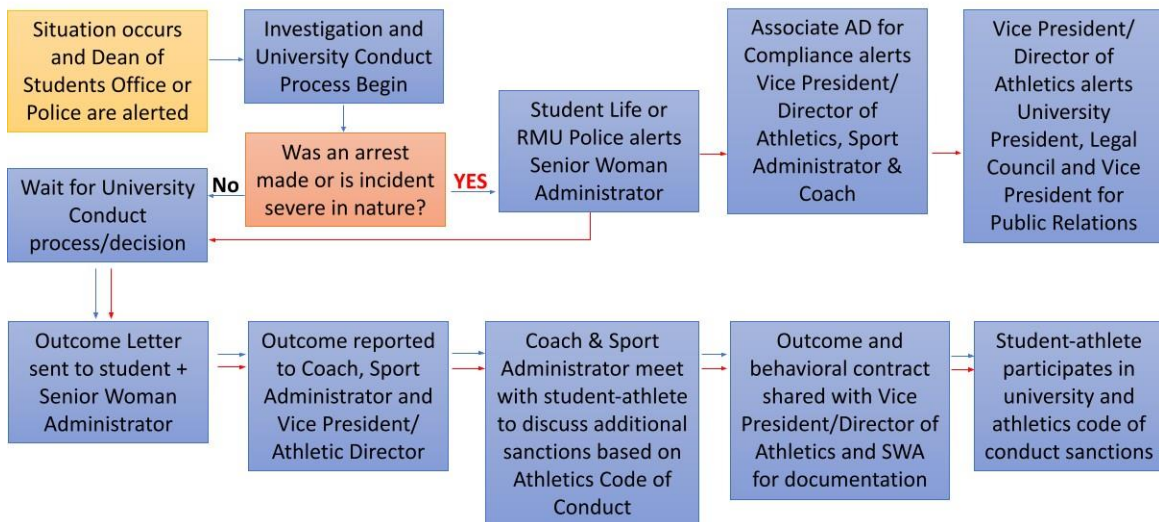 Situation occurs
and Dean of
Students Office or
Police are alerted
Investigation and
University Conduct
Process Begin
Was an arrest
made or is incident
severe in nature?
No
YES
Student Life or
RMU Police alerts
Senior Woman
Administrator
Associate AD for
Compliance alerts
Vice President/
Director of
Athletics, Sport
Administrator &
Coach
Vice President/
Director of
Athletics alerts
University
President, Legal
Council and Vice
President for
Public Relations
Wait for University
Conduct
process/decision
Outcome Letter
sent to student +
Senior Woman
Administrator
Outcome reported
to Coach, Sport
Administrator and
Vice President/
Athletic Director
Coach & Sport
Administrator meet
with student-athlete
to discuss additional
sanctions based on
Athletics Code of
Conduct
Outcome and
behavioral contract
shared with Vice
President/Director of
Athletics and SWA
for documentation
Student-athlete
participates in
university and
athletics code of
conduct sanctions